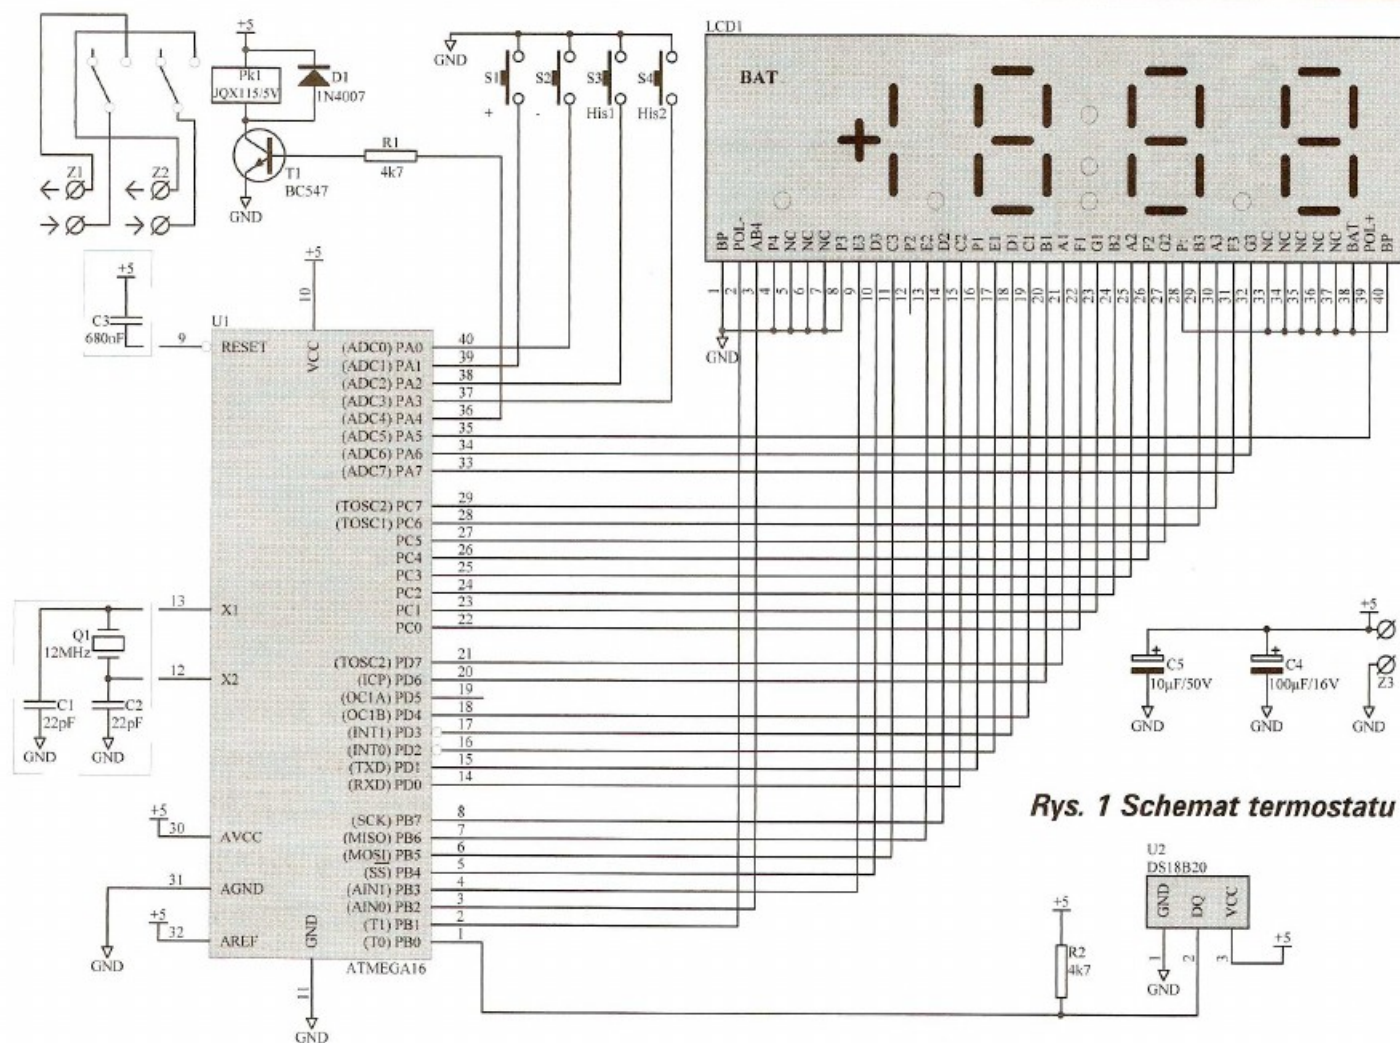 +5
Pk1
JQX115/5V
D1
1N4007
T1
BC547
GND
R1
4k7
Z1
Z2
GND
S1
S2
S3
S4
+
-
His1
His2
LCD1
BAT
BP
POL-
AB4
P4
NC
NC
NC
P3
E3
D3
C3
P2
E2
D2
C2
P1
E1
D1
C1
B1
A1
F1
G1
B2
A2
F2
G2
P:
B3
A3
F3
G3
NC
NC
NC
NC
NC
BAT
POL+
BP
1
2
3
4
5
6
7
8
9
10
11
12
13
14
15
16
17
18
19
20
21
22
23
24
25
26
27
28
29
30
31
32
33
34
35
36
37
38
39
40
GND
+5
C3
680nF
+5
10
U1
9
RESET
VCC
(ADC0) PA0 40
(ADC1) PA1 39
(ADC2) PA2 38
(ADC3) PA3 37
(ADC4) PA4 36
(ADC5) PA5 35
(ADC6) PA6 34
(ADC7) PA7 33
(TOSC2) PC7 29
(TOSC1) PC6 28
PC5 27
PC4 26
PC3 25
PC2 24
PC1 23
PC0 22
(TOSC2) PD7 21
(ICP) PD6 20
(OC1A) PD5 19
(OC1B) PD4 18
(INT1) PD3 17
(INT0) PD2 16
(TXD) PD1 15
(RXD) PD0 14
(SCK) PB7 8
(MISO) PB6 7
(MOSI) PB5 6
(SS) PB4 5
(AIN1) PB3 4
(AIN0) PB2 3
(T1) PB1 2
(T0) PB0 1
13
X1
Q1
12MHz
12
X2
C1
22pF
C2
22pF
GND
GND
+5
30
AVCC
31
AGND
+5
32
AREF
GND
GND
ATMEGA16
11
GND
+5
C5
10µF/50V
C4
100µF/16V
Z3
GND
GND
GND
Rys. 1 Schemat termostatu
U2
DS18B20
GND
DQ
VCC
1
2
3
+5
GND
+5
R2
4k7